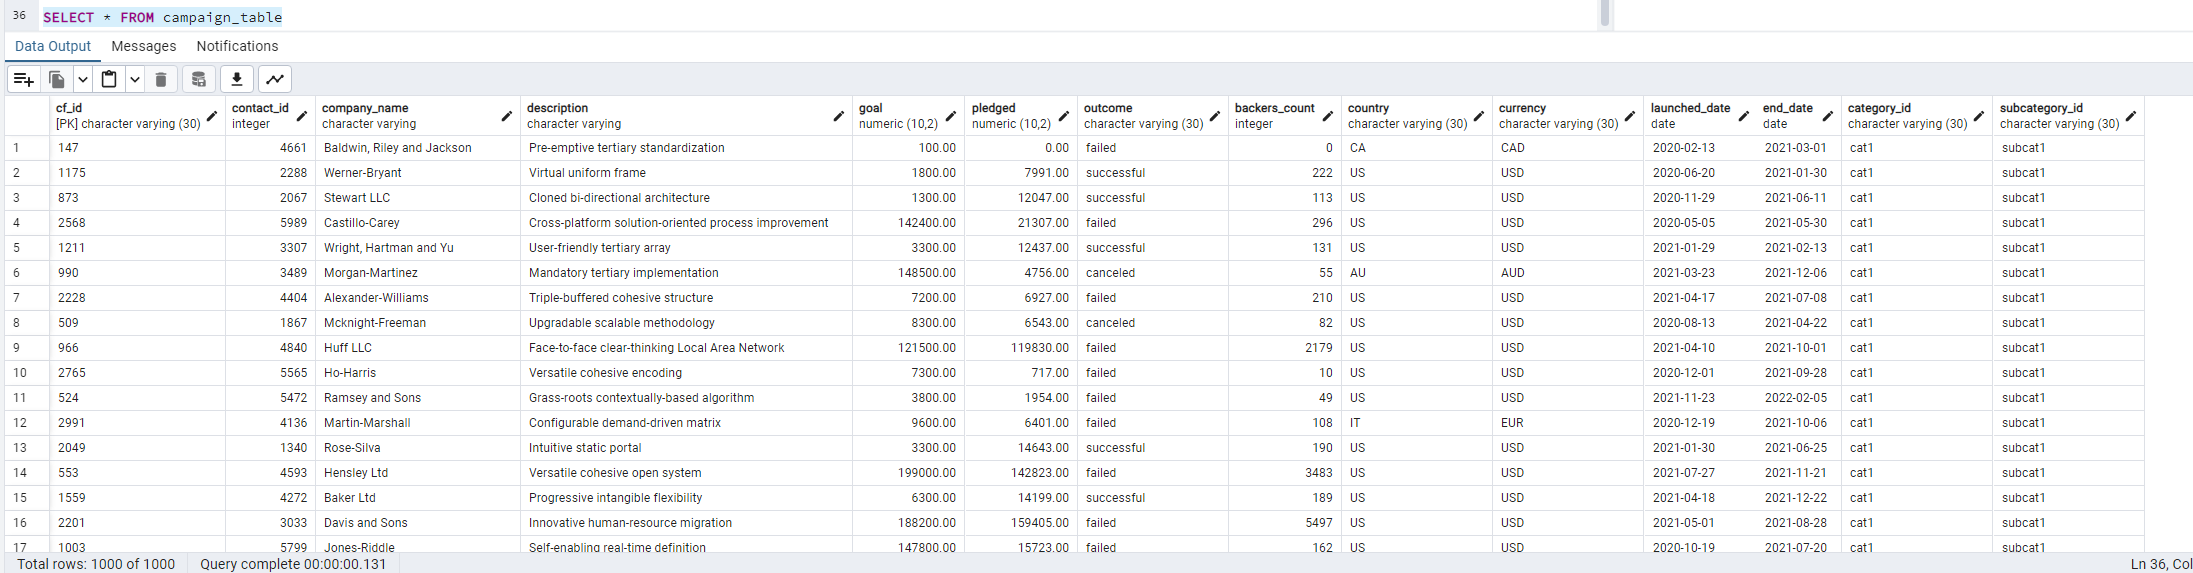 36 SELECT * FROM campaign_table
Data Output Messages Notifications
cf_id contact_id company_name description goal pledged outcome backers_count country currency launched_date end_date category_id subcategory_id
[PK] character varying (30) integer character varying character varying numeric (10,2) numeric (10,2) character varying (30) integer character varying (30) character varying (30) date date character varying (30) character varying (30)
1 147 4661 Baldwin, Riley and Jackson Pre-emptive tertiary standardization 100.00 0.00 failed 0 CA CAD 2020-02-13 2021-03-01 cat1 subcat1
2 1175 2288 Werner-Bryant Virtual uniform frame 1800.00 7991.00 successful 222 US USD 2020-06-20 2021-01-30 cat1 subcat1
3 873 2067 Stewart LLC Cloned bi-directional architecture 1300.00 12047.00 successful 113 US USD 2020-11-29 2021-06-11 cat1 subcat1
4 2568 5989 Castillo-Carey Cross-platform solution-oriented process improvement 142400.00 21307.00 failed 296 US USD 2020-05-05 2021-05-30 cat1 subcat1
5 1211 3307 Wright, Hartman and Yu User-friendly tertiary array 3300.00 12437.00 successful 131 US USD 2021-01-29 2021-02-13 cat1 subcat1
6 990 3489 Morgan-Martinez Mandatory tertiary implementation 148500.00 4756.00 canceled 55 AU AUD 2021-03-23 2021-12-06 cat1 subcat1
7 2228 4404 Alexander-Williams Triple-buffered cohesive structure 7200.00 6927.00 failed 210 US USD 2021-04-17 2021-07-08 cat1 subcat1
8 509 1867 Mcknight-Freeman Upgradable scalable methodology 8300.00 6543.00 canceled 82 US USD 2020-08-13 2021-04-22 cat1 subcat1
9 966 4840 Huff LLC Face-to-face clear-thinking Local Area Network 121500.00 119830.00 failed 2179 US USD 2021-04-10 2021-10-01 cat1 subcat1
10 2765 5565 Ho-Harris Versatile cohesive encoding 7300.00 717.00 failed 10 US USD 2020-12-01 2021-09-28 cat1 subcat1
11 524 5472 Ramsey and Sons Grass-roots contextually-based algorithm 3800.00 1954.00 failed 49 US USD 2021-11-23 2022-02-05 cat1 subcat1
12 2991 4136 Martin-Marshall Configurable demand-driven matrix 9600.00 6401.00 failed 108 IT EUR 2020-12-19 2021-10-06 cat1 subcat1
13 2049 1340 Rose-Silva Intuitive static portal 3300.00 14643.00 successful 190 US USD 2021-01-30 2021-06-25 cat1 subcat1
14 553 4593 Hensley Ltd Versatile cohesive open system 199000.00 142823.00 failed 3483 US USD 2021-07-27 2021-11-21 cat1 subcat1
15 1559 4272 Baker Ltd Progressive intangible flexibility 6300.00 14199.00 successful 189 US USD 2021-04-18 2021-12-22 cat1 subcat1
16 2201 3033 Davis and Sons Innovative human-resource migration 188200.00 159405.00 failed 5497 US USD 2021-05-01 2021-08-28 cat1 subcat1
17 1003 5799 Jones-Riddle Self-enabling real-time definition 147800.00 15723.00 failed 162 US USD 2020-10-19 2021-07-20 cat1 subcat1
Total rows: 1000 of 1000 Query complete 00:00:00.131 Ln 36, Col